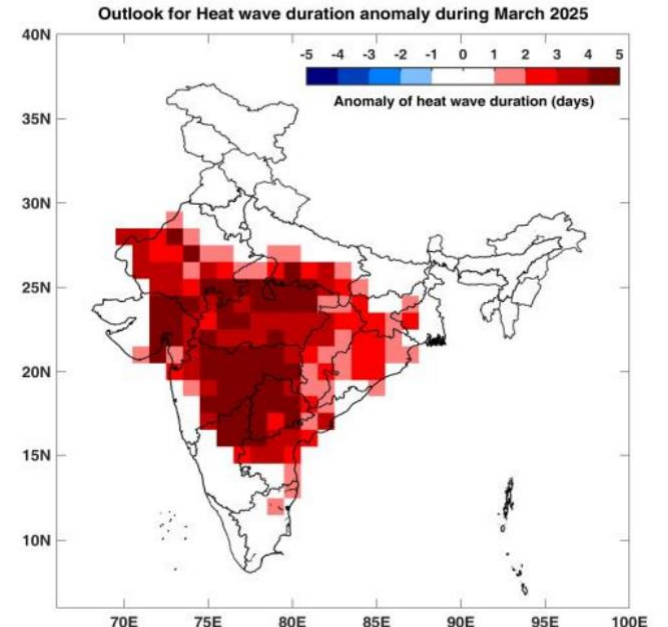 Outlook for Heat wave duration anomaly during March 2025
40N
-5 -4 -3 -2 -1 0 1 2 3 4 5
Anomaly of heat wave duration (days)
35N
30N
25N
20N
15N
10N
70E 75E 80E 85E 90E 95E 100E